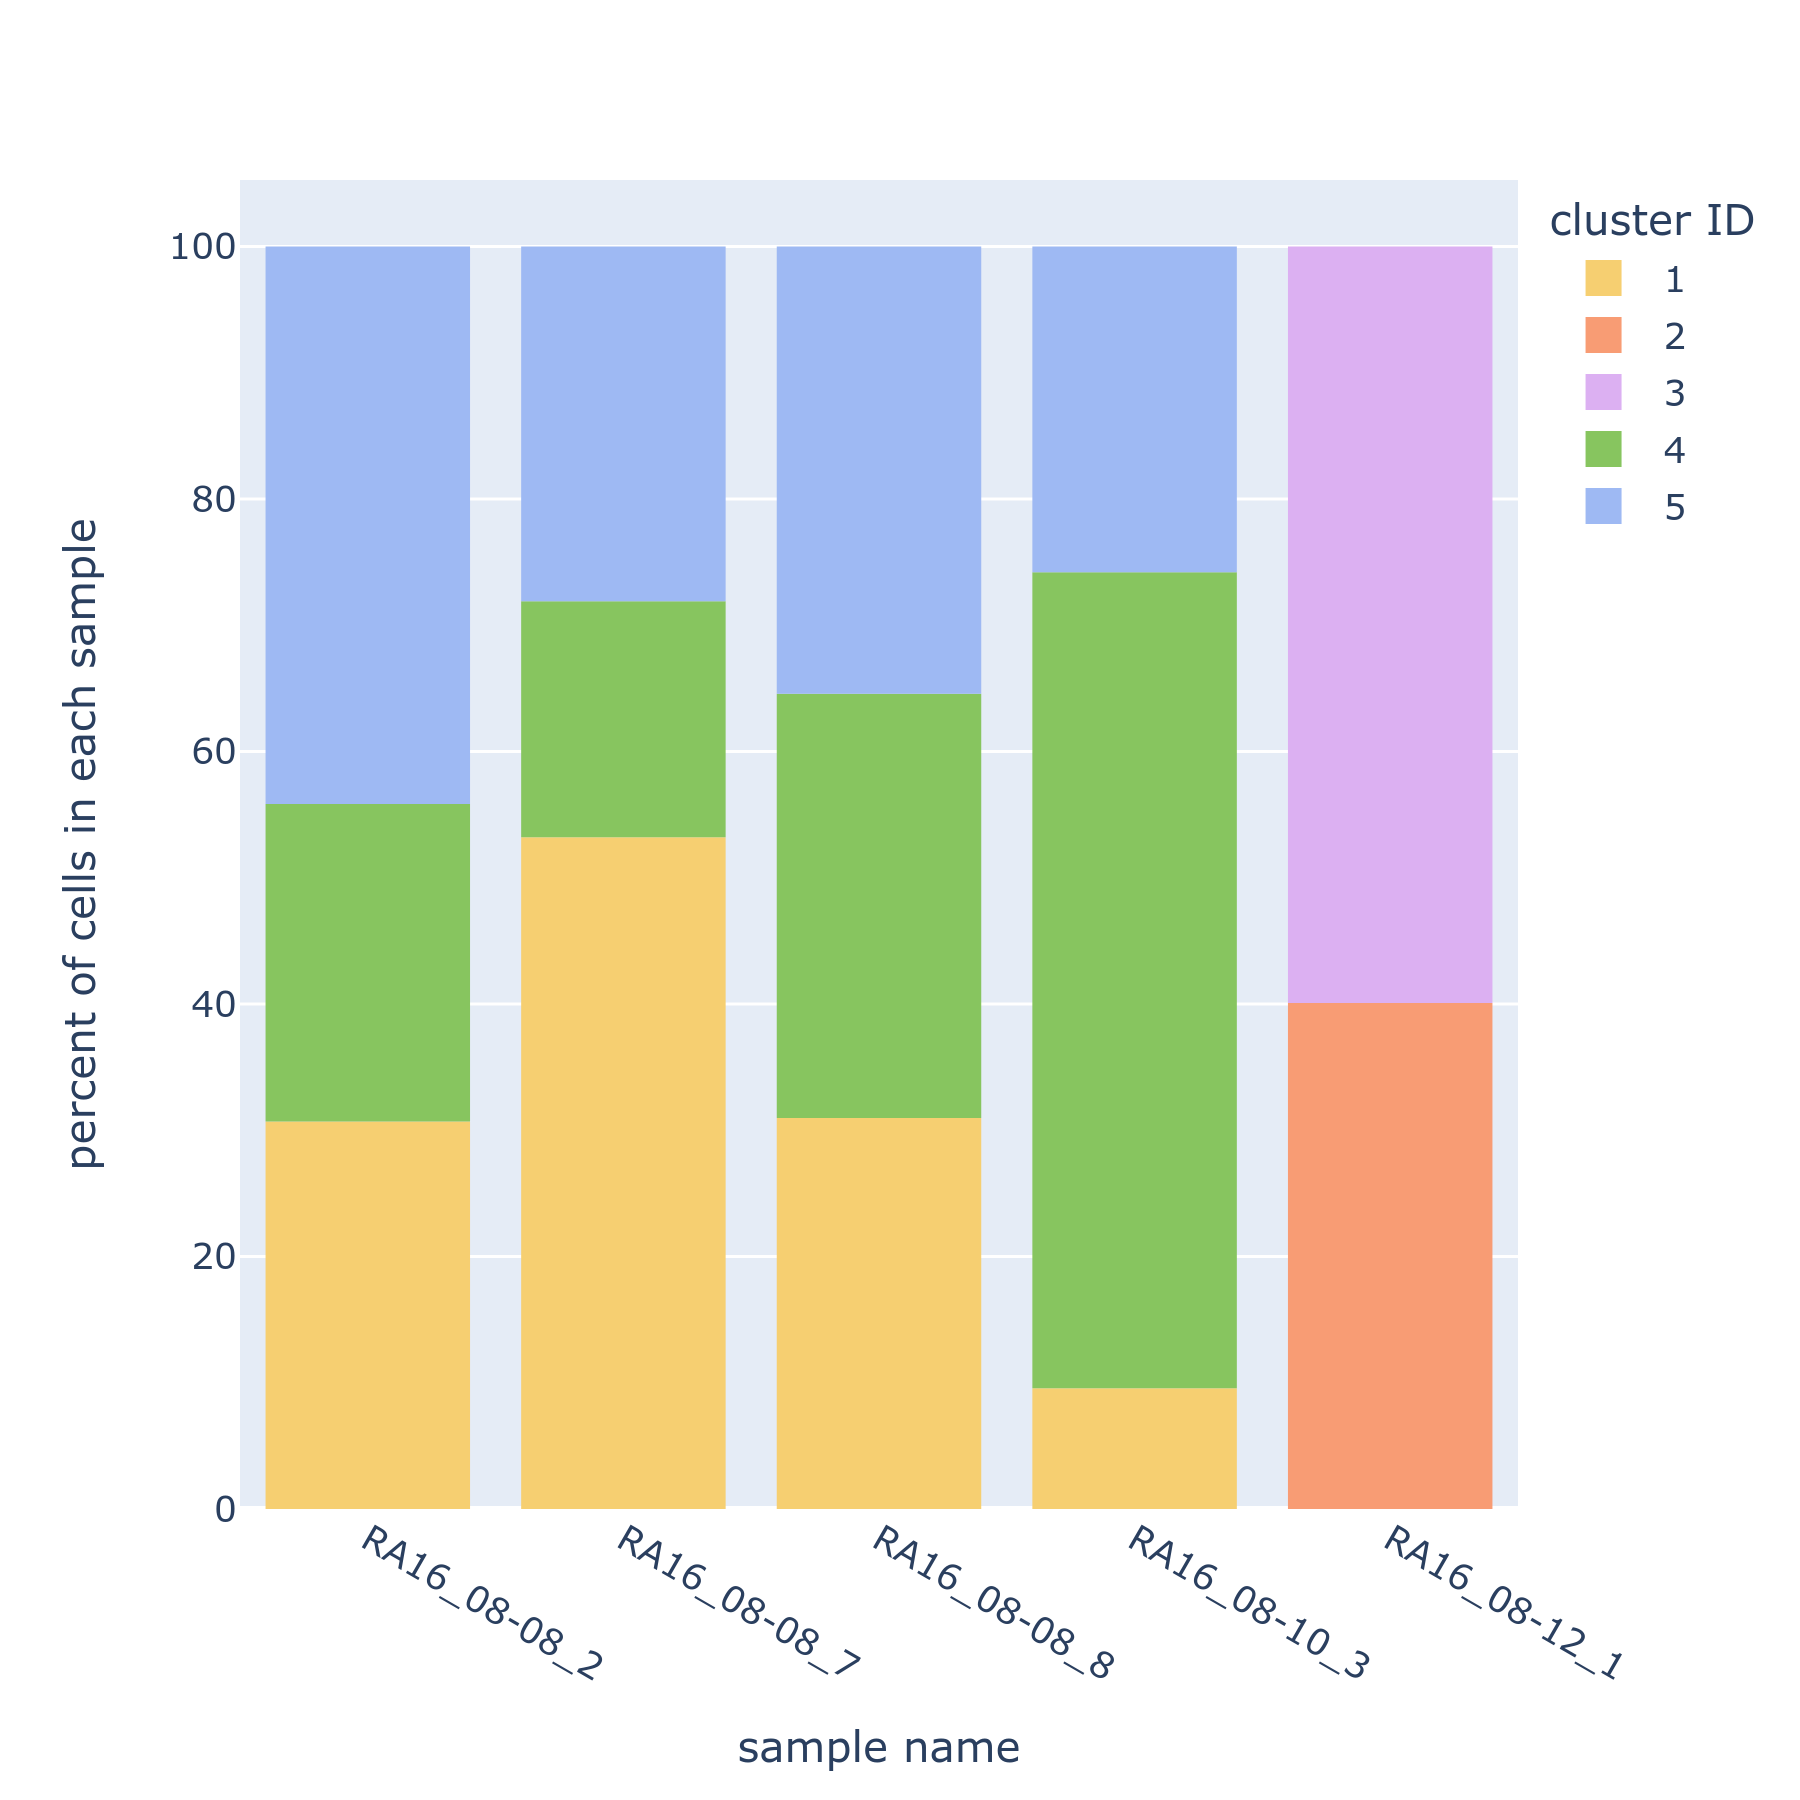 cluster ID
1
2
3
4
5
percent of cells in each sample
100
80
60
40
20
0
RA16_08-08_2
RA16_08-08_7
RA16_08-08_8
RA16_08-10_3
RA16_08-12_1
sample name